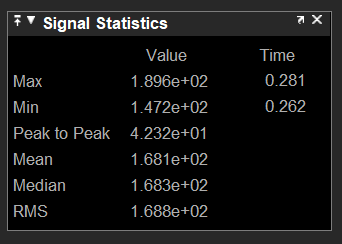 Signal Statistics
Value Time
Max 1.896e+02 0.281
Min 1.472e+02 0.262
Peak to Peak 4.232e+01
Mean 1.681e+02
Median 1.683e+02
RMS 1.688e+02